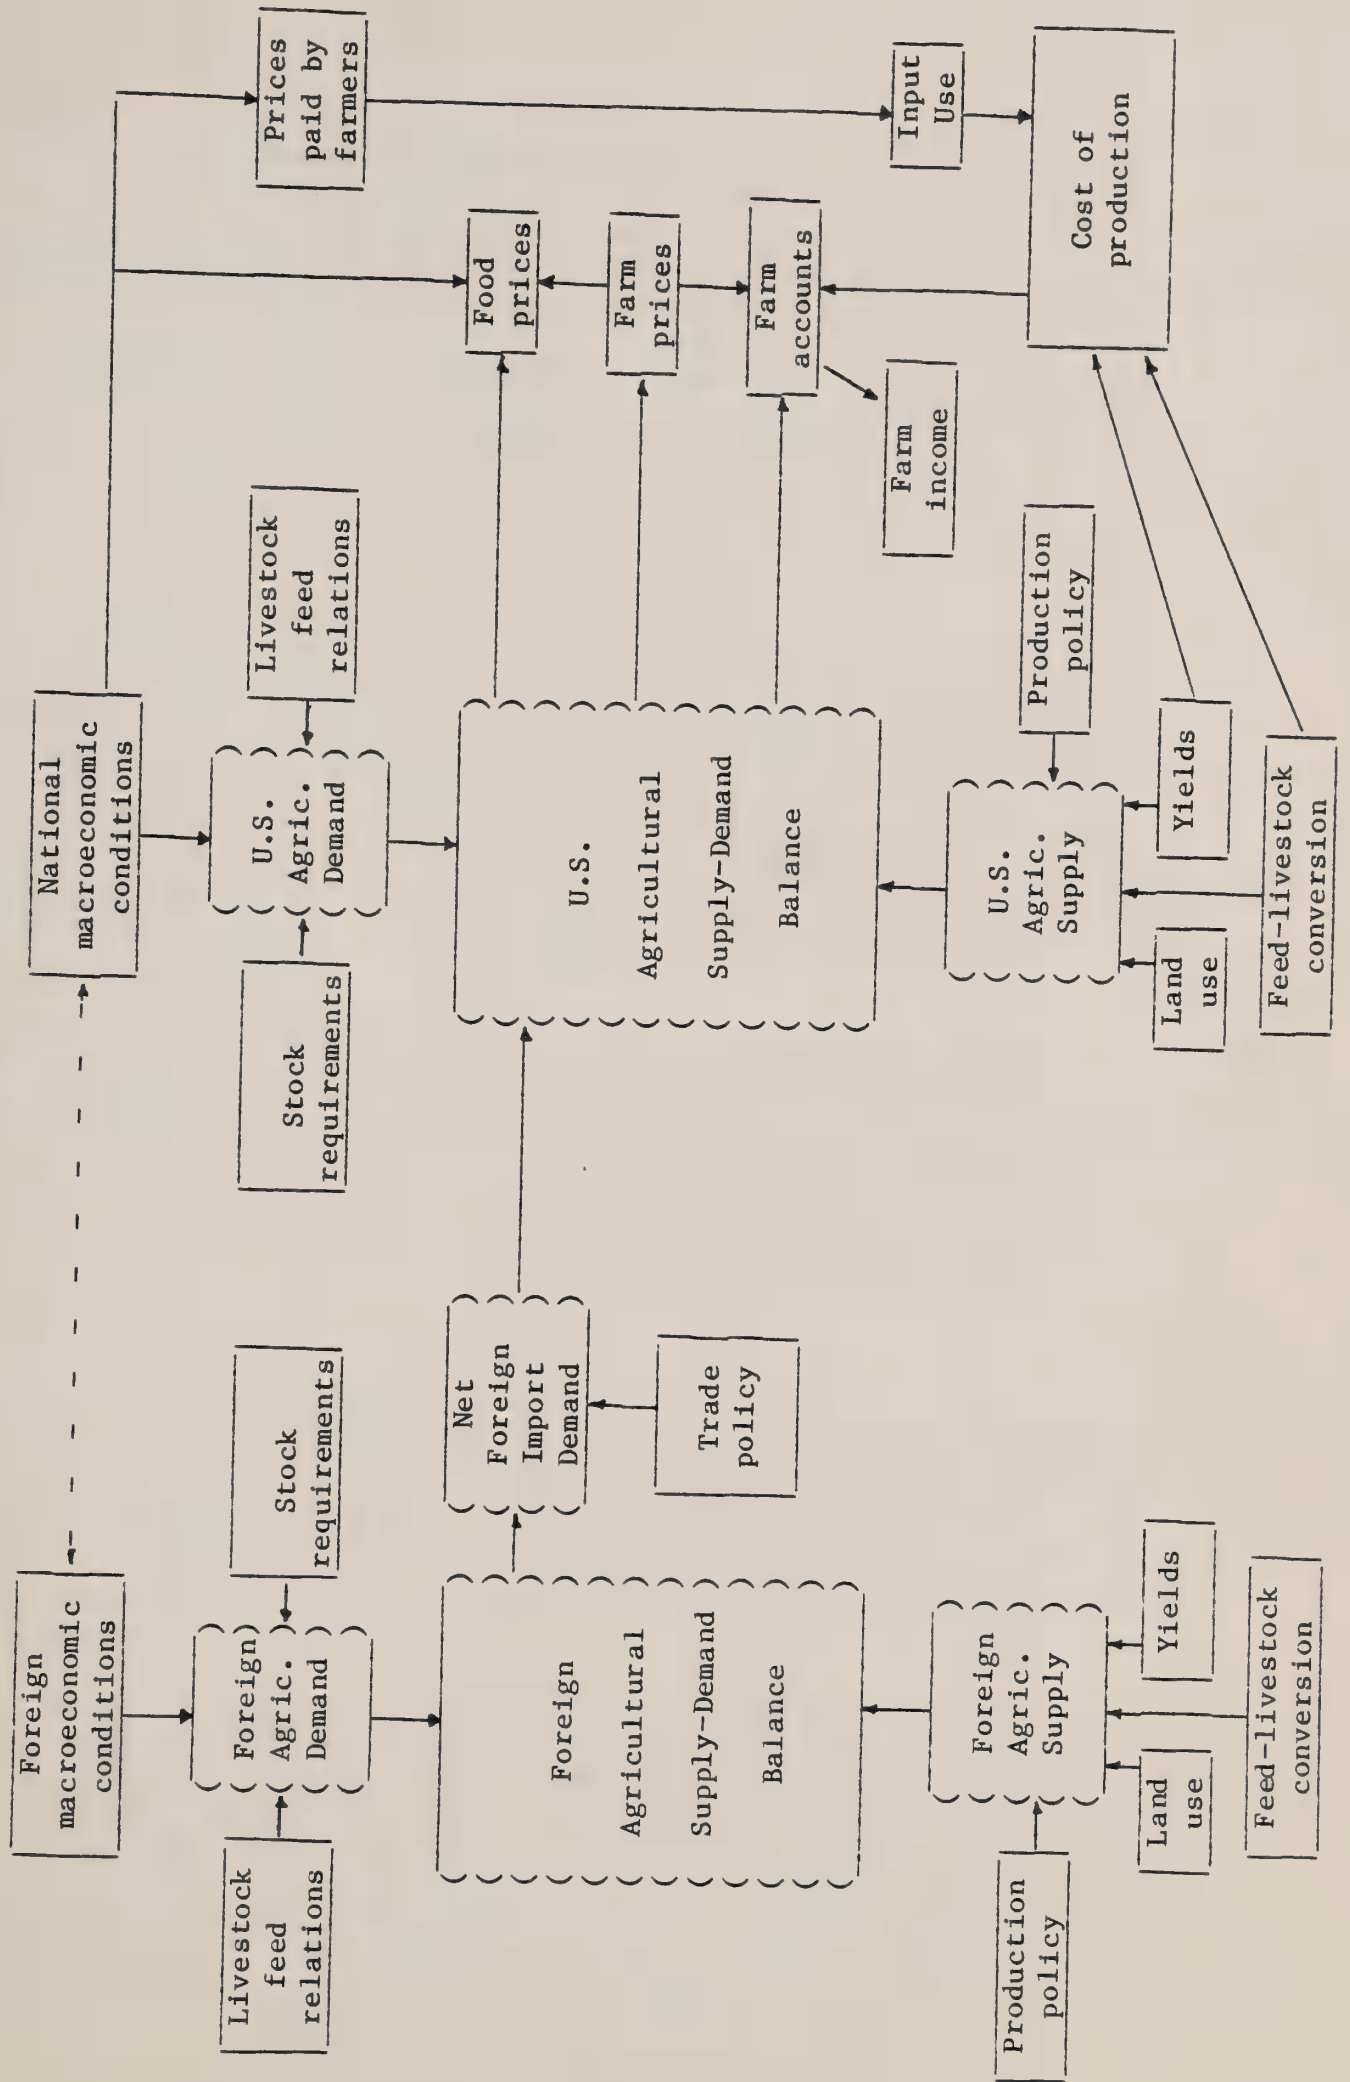 Foreign
macroeconomic
conditions
National
macroeconomic
conditions
Livestock
feed
relations
Foreign
Agric.
Demand
Stock
requirements
Stock
requirements
U.S.
Agric.
Demand
Livestock
feed
relations
Prices
paid by
farmers
Foreign
Agricultural
Supply-Demand
Balance
Net
Foreign
Import
Demand
Trade
policy
U.S.
Agricultural
Supply-Demand
Balance
Food
prices
Farm
prices
Farm
accounts
Farm
income
Input
Use
Cost of
production
Production
policy
Foreign
Agric.
Supply
Land
use
Yields
Feed-livestock
conversion
U.S.
Agric.
Supply
Production
policy
Land
use
Yields
Feed-livestock
conversion